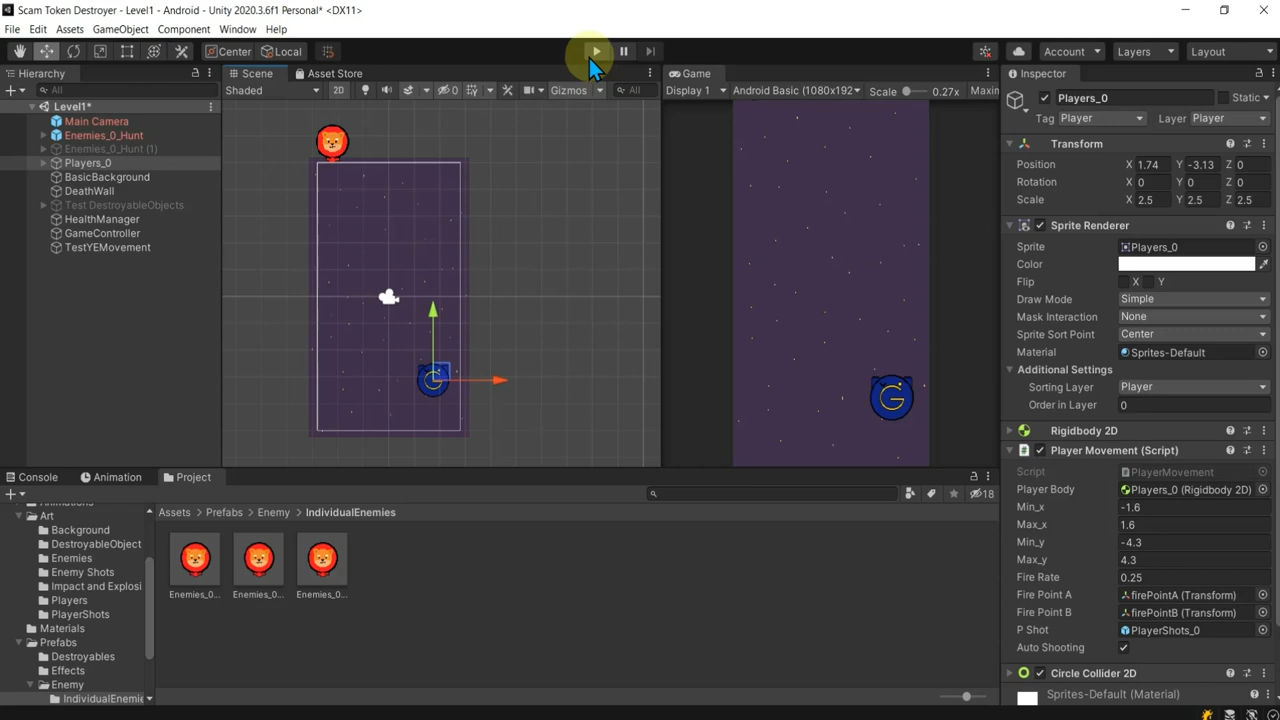 Scam Token Destroyer - Level1 - Android - Unity 2020.3.6f1 Personal* <DX11>
File Edit Assets GameObject Component Window Help
Center Local Account Layers Layout
Hierarchy Scene Asset Store Game Inspector
All Shaded 2D 0 Gizmos All Display 1 Android Basic (1080x192 Scale 0.27x Maxin
Players_0 Static
Level1*
Tag Player Layer Player
Main Camera
Enemies_0_Hunt
Transform
Enemies_0_Hunt (1)
Players_0
Position X 1.74 Y -3.13 Z 0
BasicBackground
Rotation X 0 Y 0 Z 0
DeathWall
Scale X 2.5 Y 2.5 Z 2.5
Test DestroyableObjects
HealthManager
Sprite Renderer
GameController
TestYEMovement
Sprite Players_0
Color
Flip X Y
Draw Mode Simple
Mask Interaction None
Sprite Sort Point Center
Material Sprites-Default
Additional Settings
Sorting Layer Player
Order in Layer 0
G
G
Rigidbody 2D
Player Movement (Script)
Script PlayerMovement
Player Body Players_0 (Rigidbody 2D)
Min_x -1.6
Max_x 1.6
Min_y -4.3
Max_y 4.3
Fire Rate 0.25
Fire Point A firePointA (Transform)
Fire Point B firePointB (Transform)
P Shot PlayerShots_0
Auto Shooting
Circle Collider 2D
Sprites-Default (Material)
Console Animation Project
18
Assets Prefabs Enemy IndividualEnemies
Art
Background
DestroyableObject
Enemies
Enemy Shots
Impact and Explosi
Players
PlayerShots
Materials
Prefabs
Destroyables
Effects
Enemy
IndividualEnemie
Enemies_0... Enemies_0... Enemies_0...